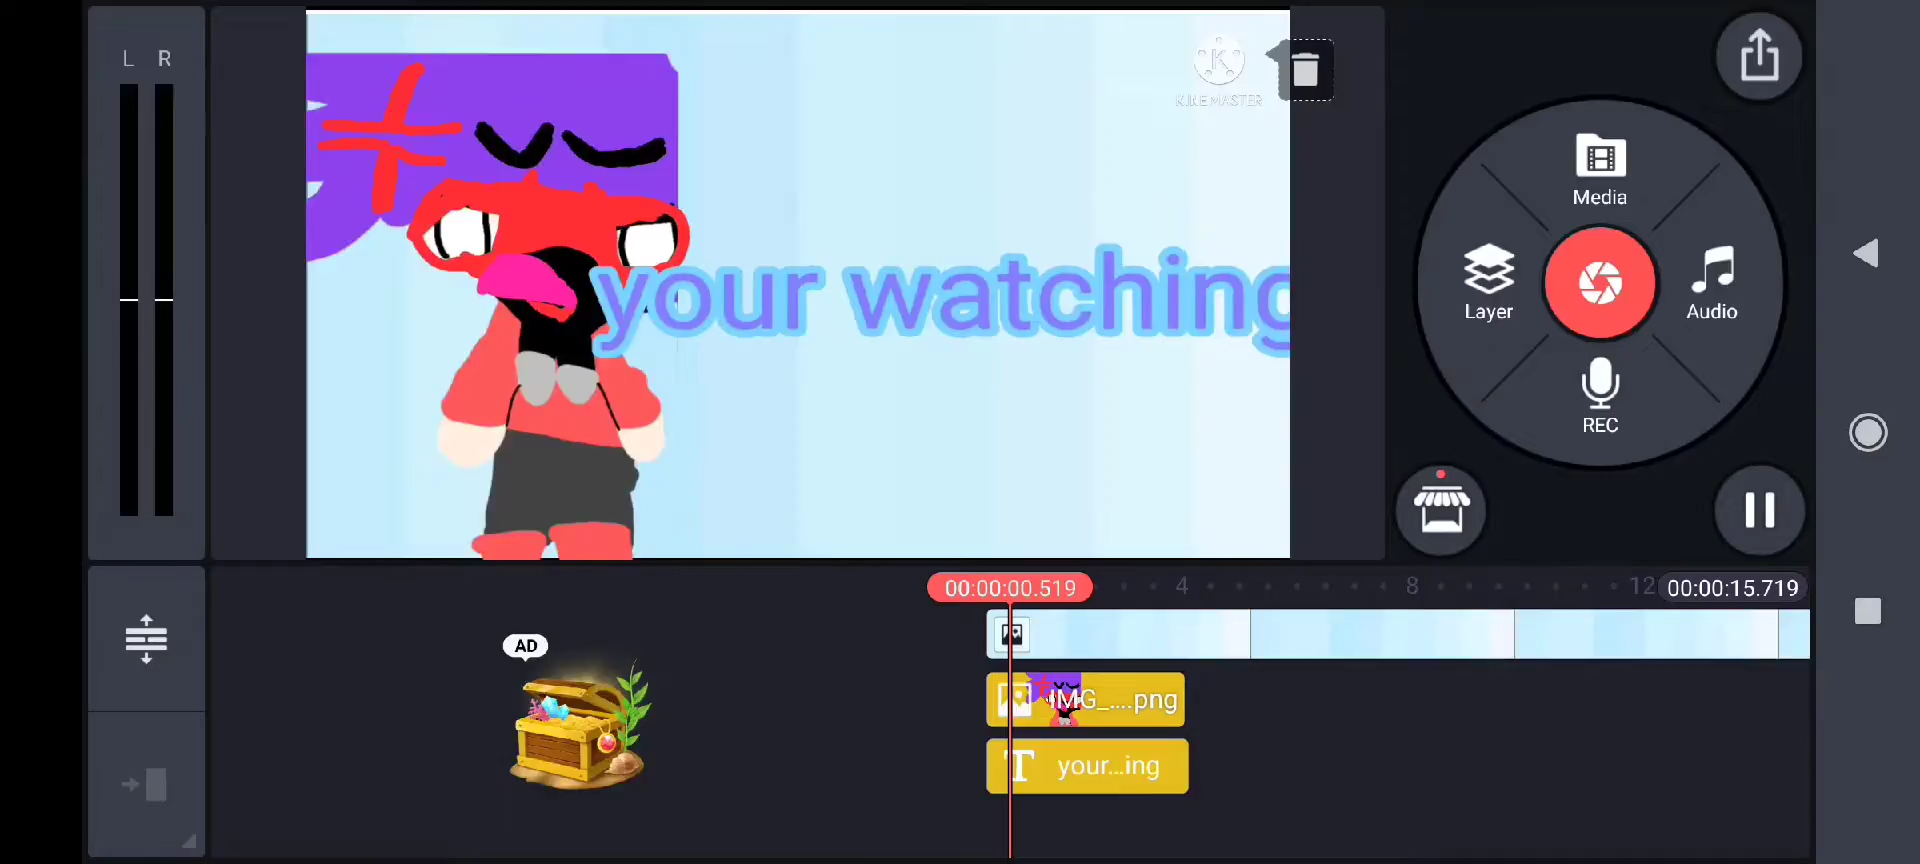 L R
KINEMASTER
your watching
Media
Layer
Audio
REC
00:00:00.519
4
8
12
00:00:15.719
AD
IMG_....png
T
your...ing